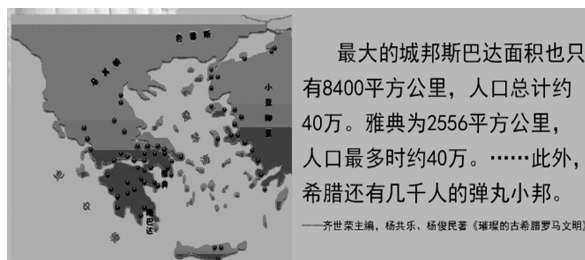 色雷斯
马其顿
小亚细亚
爱琴海
雅典
斯巴达
最大的城邦斯巴达面积也只
有8400平方公里，人口总计约
40万。雅典为2556平方公里，
人口最多时约40万。……此外，
希腊还有几千人的弹丸小邦。
——齐世荣主编，杨共乐、杨俊民著《璀璨的古希腊罗马文明》